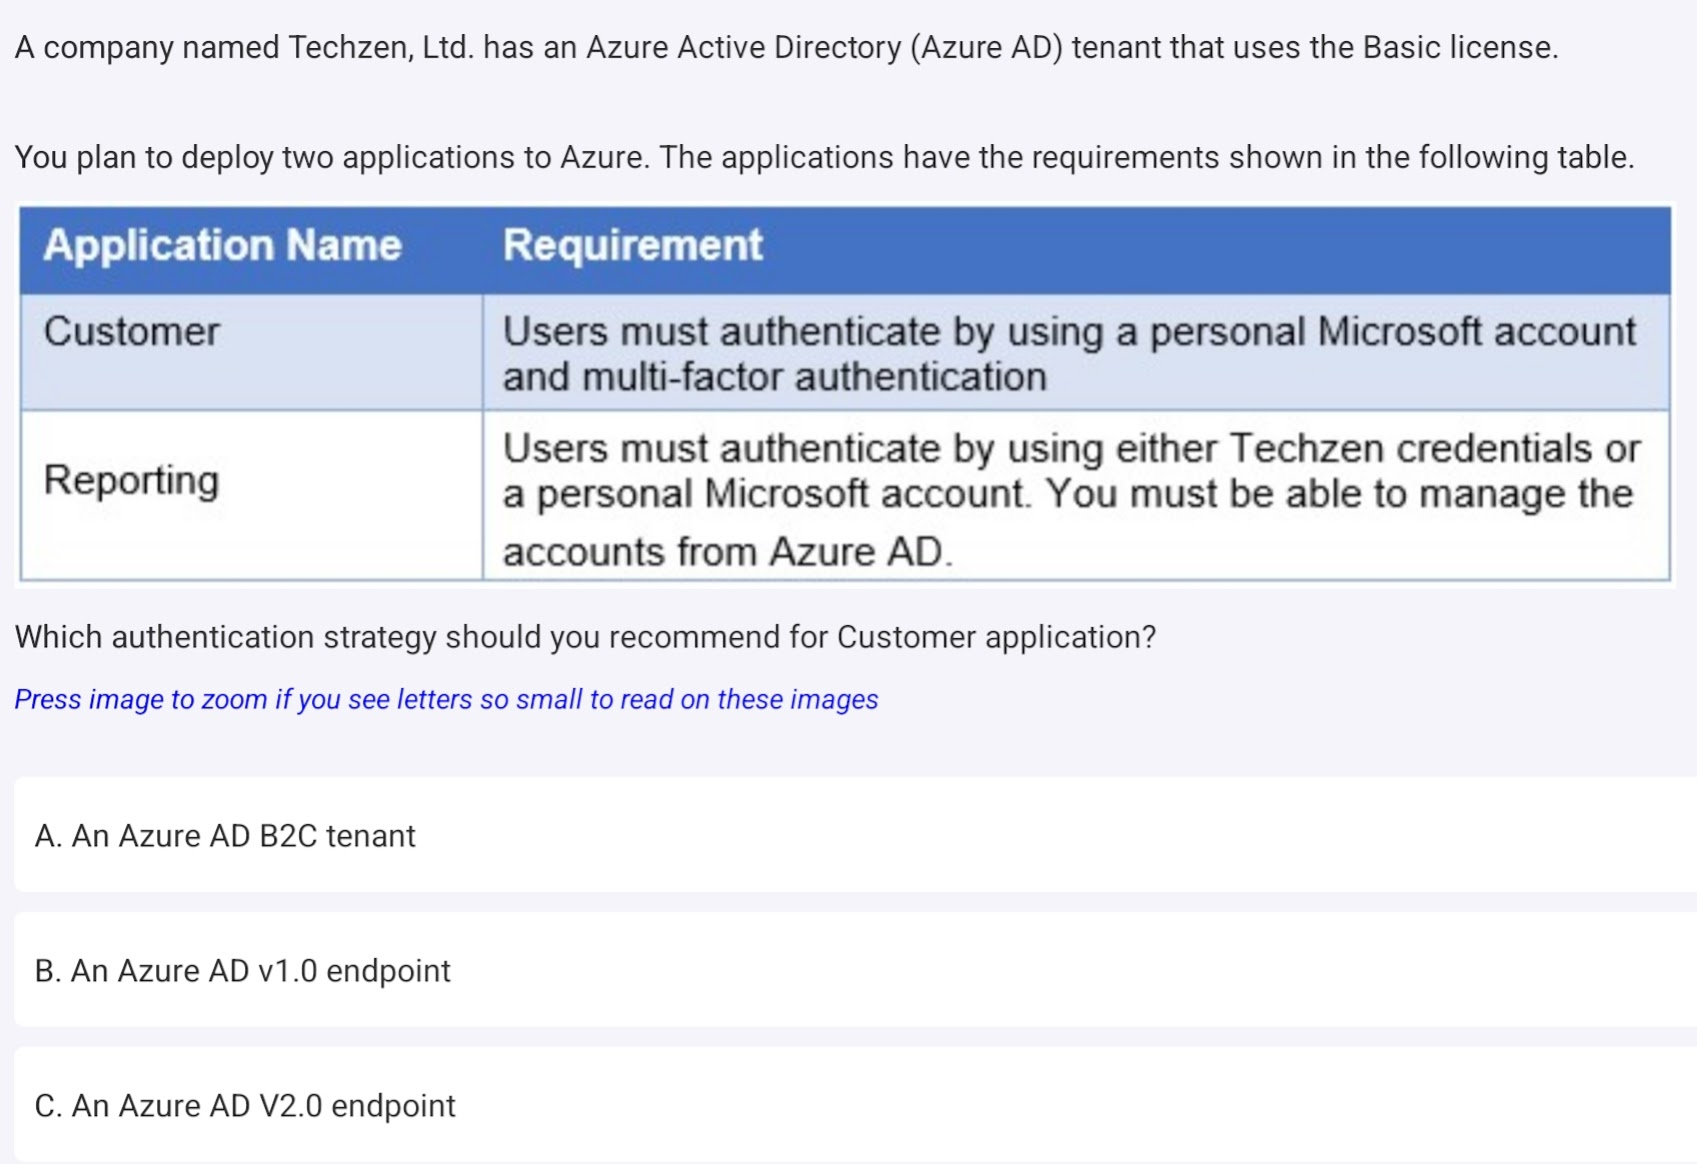 A company named Techzen, Ltd. has an Azure Active Directory (Azure AD) tenant that uses the Basic license.
You plan to deploy two applications to Azure. The applications have the requirements shown in the following table.
Application Name Requirement
Customer Users must authenticate by using a personal Microsoft account
and multi-factor authentication
Reporting Users must authenticate by using either Techzen credentials or
a personal Microsoft account. You must be able to manage the
accounts from Azure AD.
Which authentication strategy should you recommend for Customer application?
Press image to zoom if you see letters so small to read on these images
A. An Azure AD B2C tenant
B. An Azure AD v1.0 endpoint
C. An Azure AD V2.0 endpoint